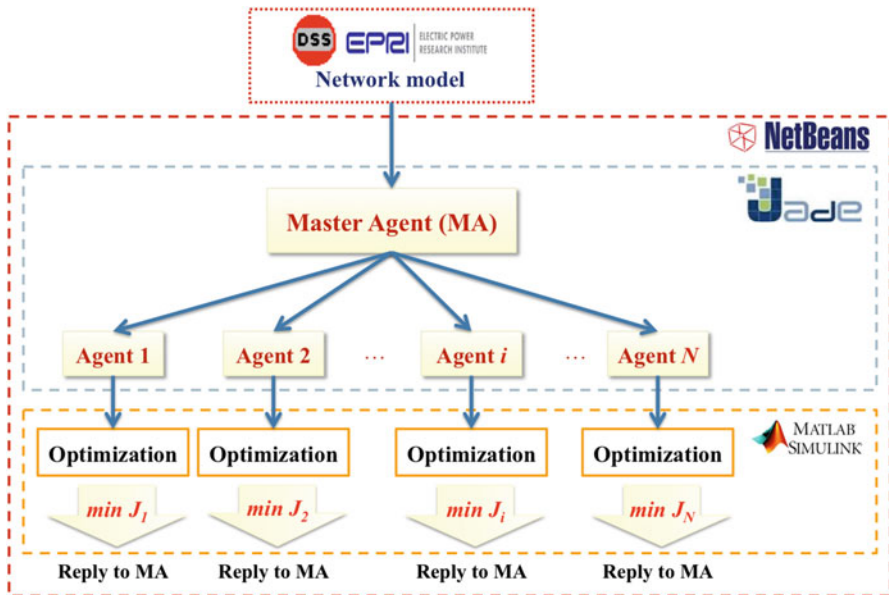 DSS EPRI ELECTRIC POWER
RESEARCH INSTITUTE
Network model
NetBeans
Jade
Master Agent (MA)
Agent 1 Agent 2 ... Agent i ... Agent N
Optimization Optimization Optimization Optimization
MATLAB
SIMULINK
min J1 min J2 min Ji min JN
Reply to MA Reply to MA Reply to MA Reply to MA